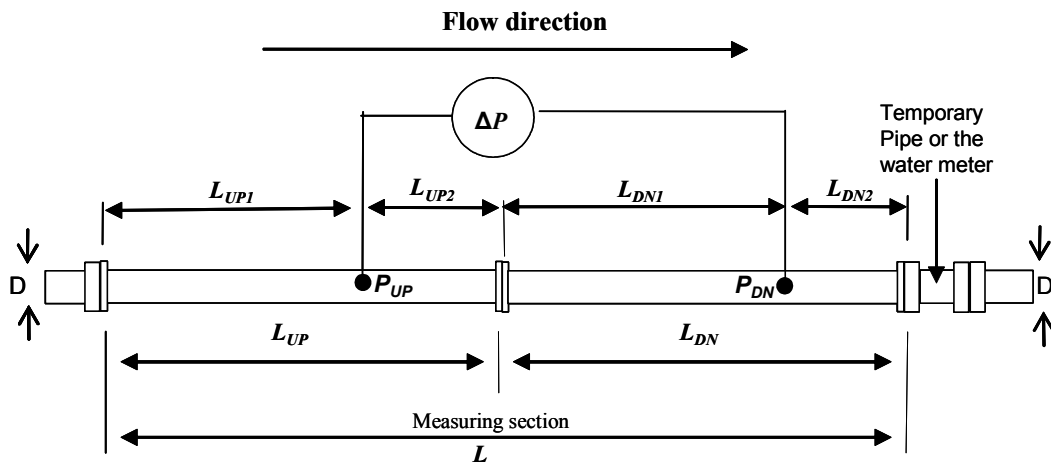 Flow direction
ΔP
Temporary
Pipe or the
water meter
L_UP1
L_UP2
L_DN1
L_DN2
D
P_UP
P_DN
D
L_UP
L_DN
Measuring section
L